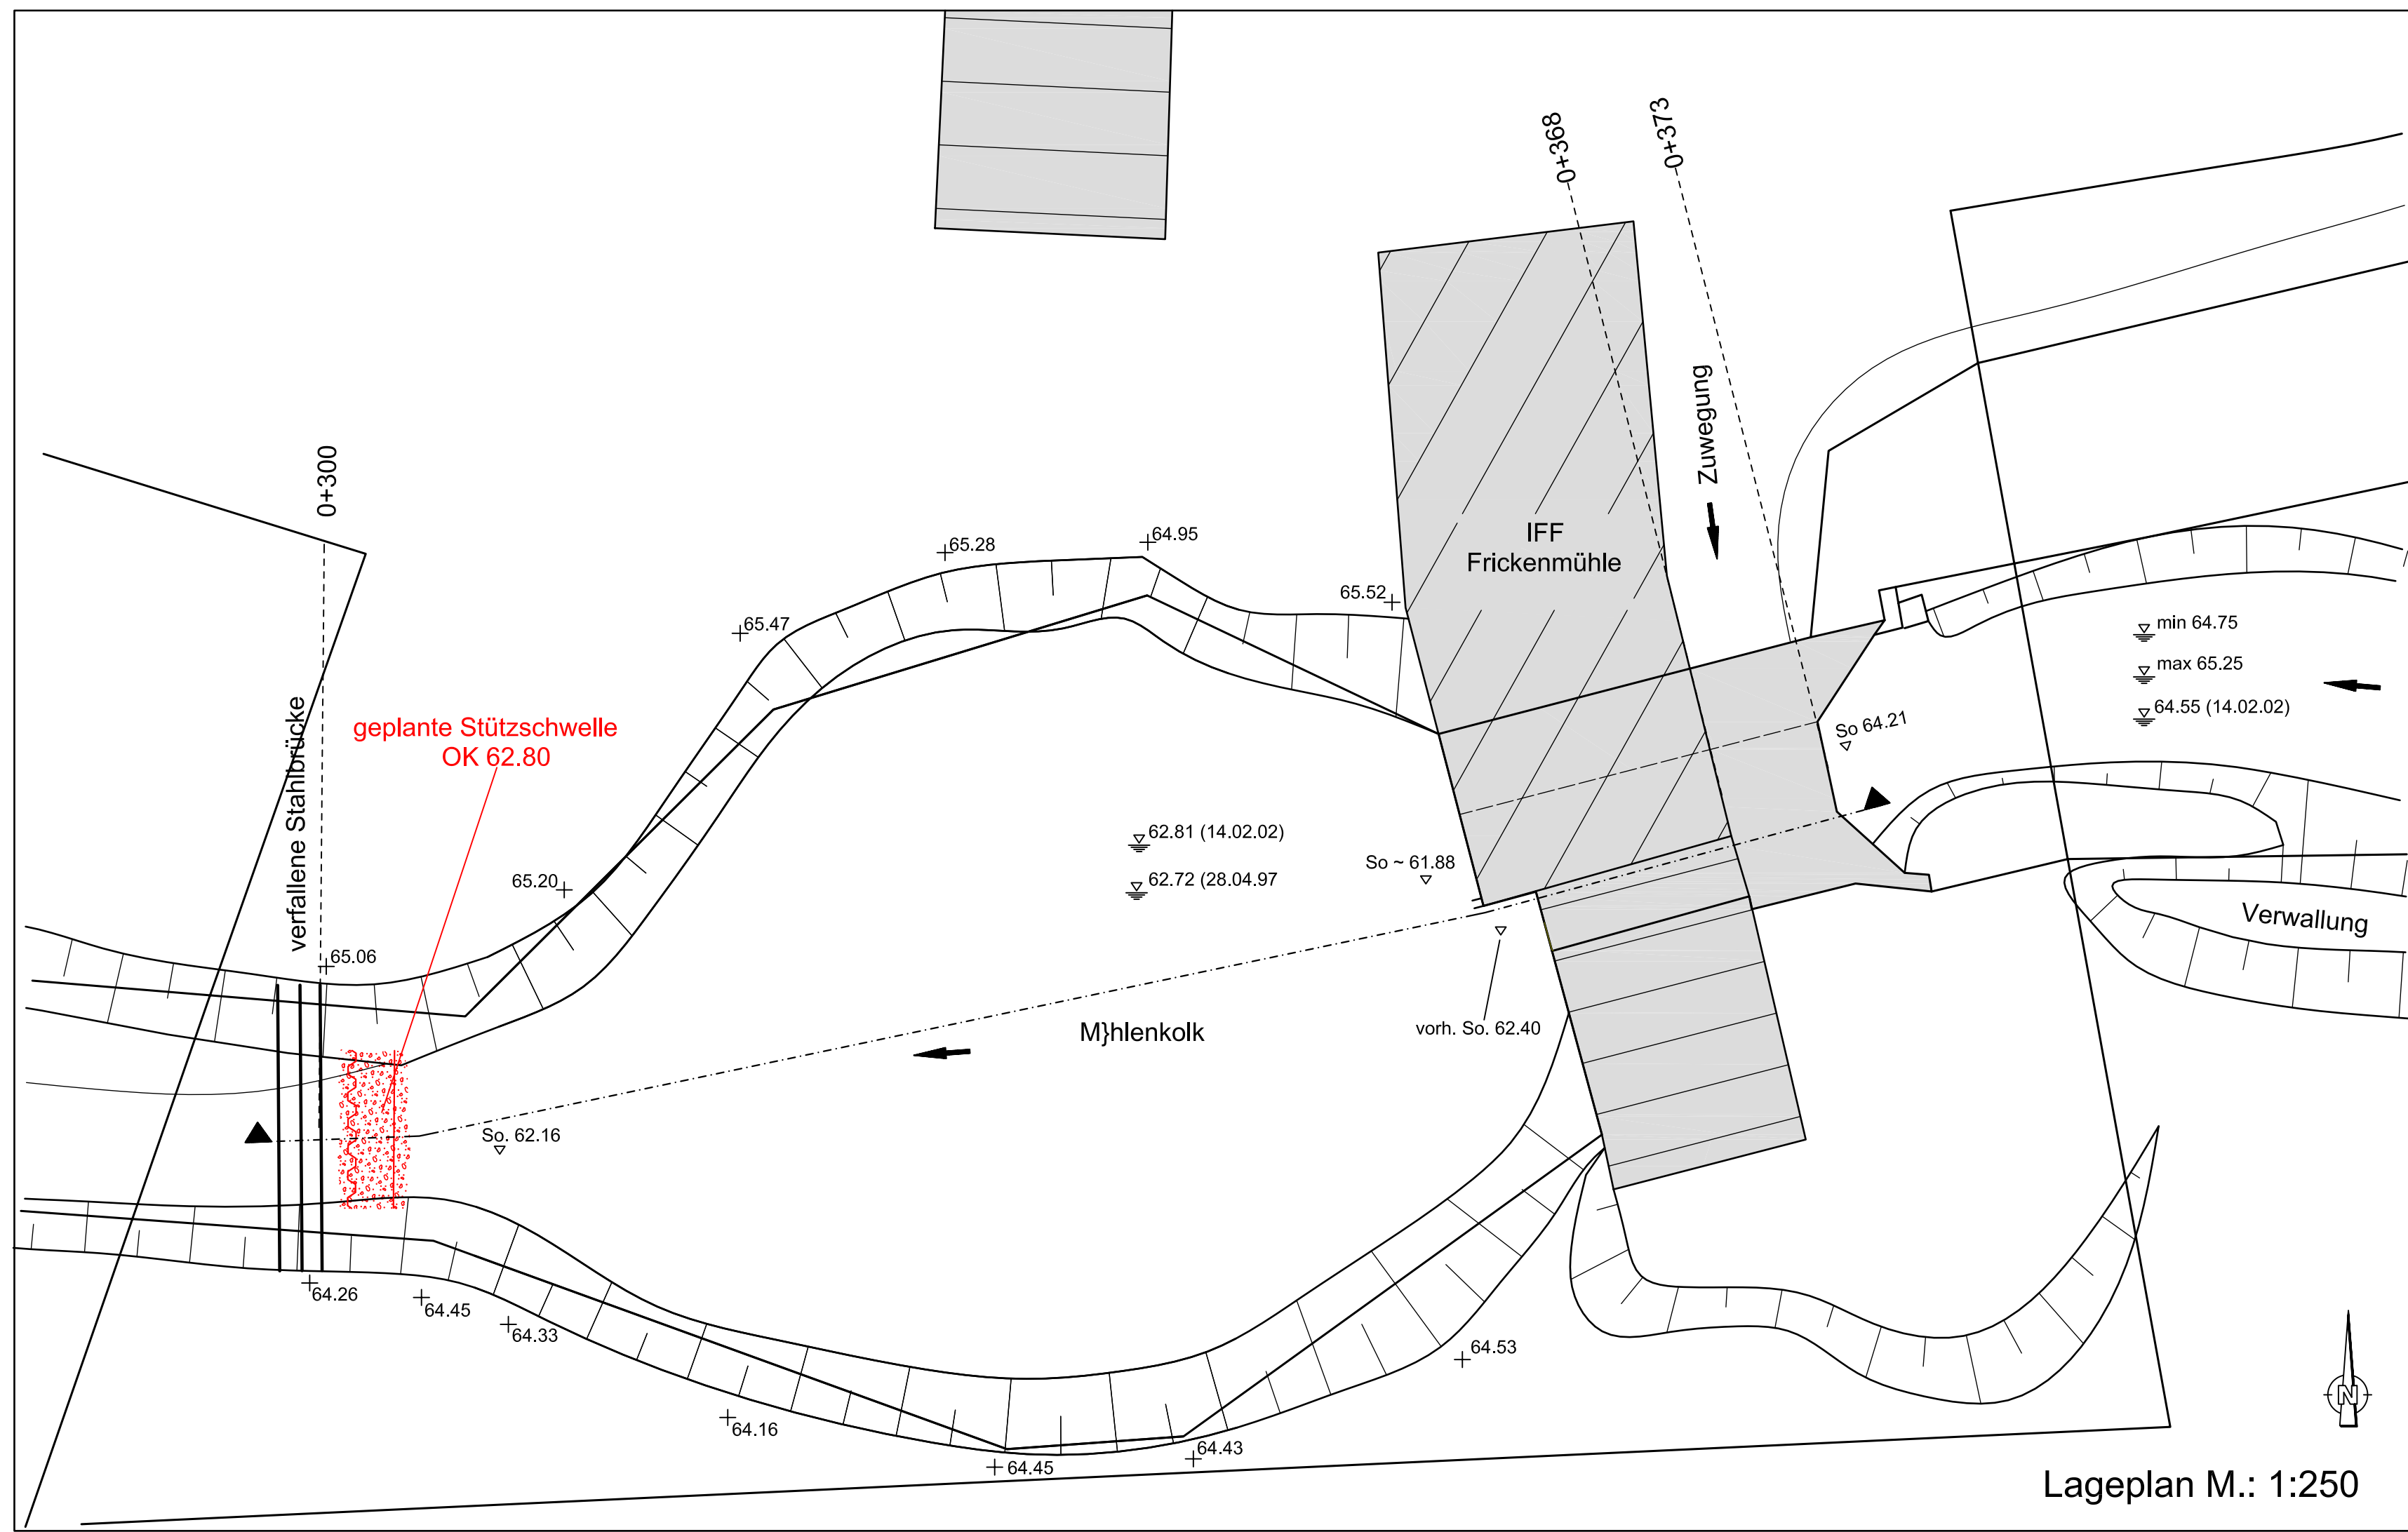 0+368
0+373
Zuwegung
0+300
verfallene Stahlbrücke
geplante Stützschwelle
OK 62.80
65.28
64.95
65.52
65.47
65.20
65.06
IFF
Frickenmühle
min 64.75
max 65.25
64.55 (14.02.02)
So 64.21
62.81 (14.02.02)
62.72 (28.04.97
So ~ 61.88
Verwallung
M}hlenkolk
vorh. So. 62.40
So. 62.16
64.26
64.45
64.33
64.16
64.45
64.43
64.53
N
Lageplan M.: 1:250